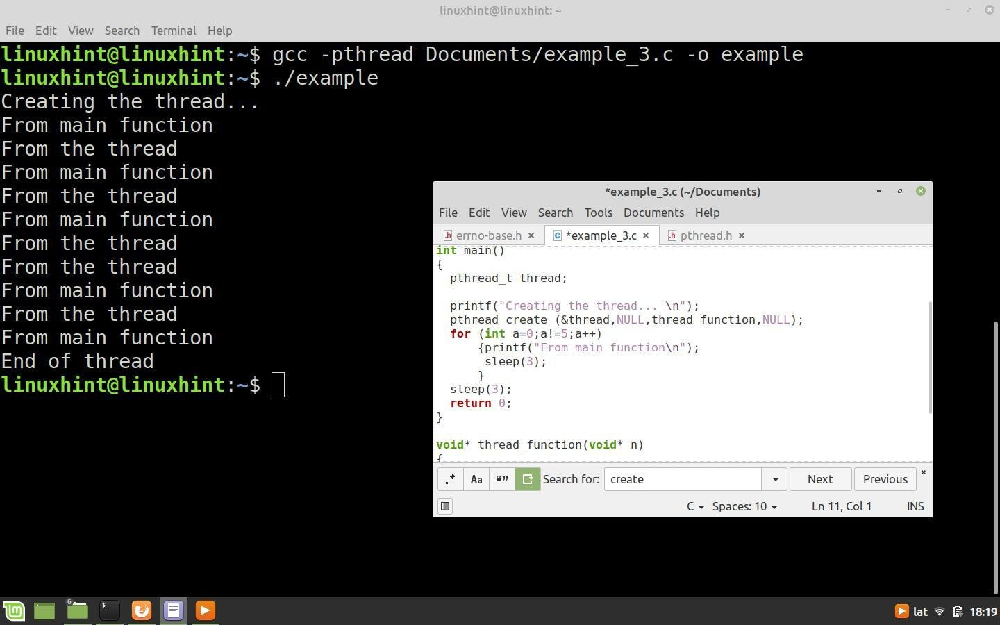 linuxhint@linuxhint: ~
File Edit View Search Terminal Help
linuxhint@linuxhint:~$ gcc -pthread Documents/example_3.c -o example
linuxhint@linuxhint:~$ ./example
Creating the thread...
From main function
From the thread
From main function
From the thread
From main function
From the thread
From the thread
From main function
From the thread
From main function
End of thread
linuxhint@linuxhint:~$
*example_3.c (~/Documents)
File Edit View Search Tools Documents Help
.h errno-base.h × c *example_3.c × .h pthread.h ×
int main()
{
  pthread_t thread;
  printf("Creating the thread... \n");
  pthread_create (&thread,NULL,thread_function,NULL);
  for (int a=0;a!=5;a++)
      {printf("From main function\n");
       sleep(3);
      }
  sleep(3);
  return 0;
}
void* thread_function(void* n)
{
.* Aa “” Search for: create Next Previous ×
C Spaces: 10 Ln 11, Col 1 INS
6 $_ lat 18:19